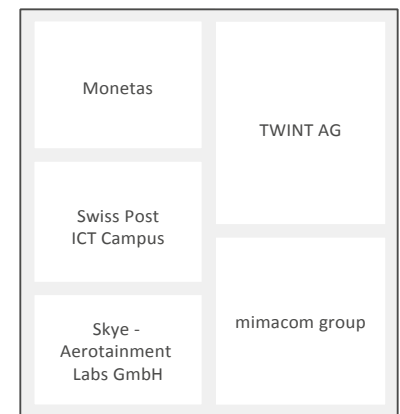 Monetas
TWINT AG
Swiss Post
ICT Campus
mimacom group
Skye -
Aerotainment
Labs GmbH